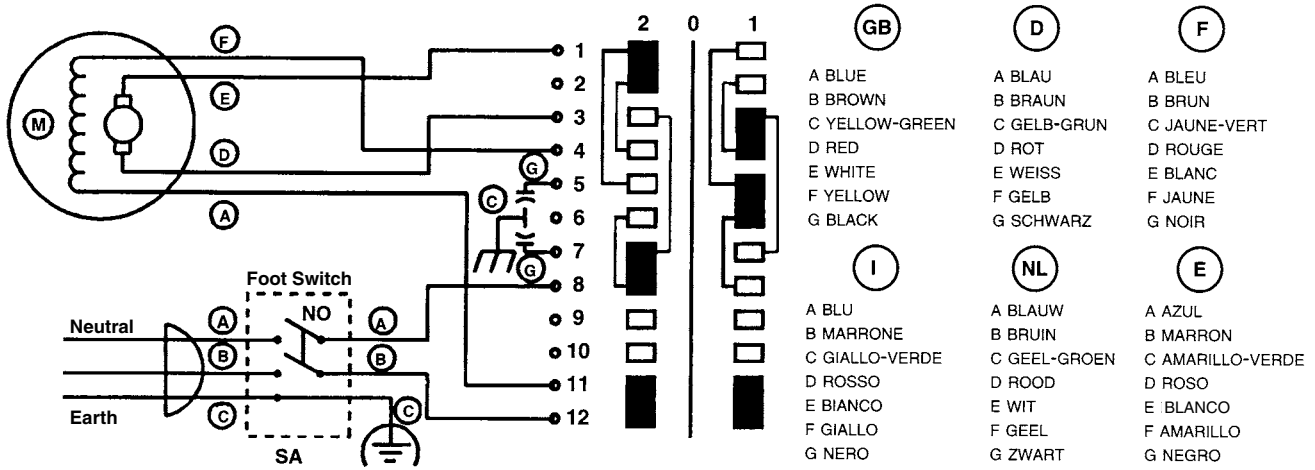 2 0 1
GB D F
F
E
M
D
A
1
2
3
4
5
6
7
8
9
10
11
12
G
C
G
Foot Switch
NO
Neutral
A
A
B
B
Earth
C
C
SA
A BLUE
B BROWN
C YELLOW-GREEN
D RED
E WHITE
F YELLOW
G BLACK
A BLAU
B BRAUN
C GELB-GRUN
D ROT
E WEISS
F GELB
G SCHWARZ
A BLEU
B BRUN
C JAUNE-VERT
D ROUGE
E BLANC
F JAUNE
G NOIR
I NL E
A BLU
B MARRONE
C GIALLO-VERDE
D ROSSO
E BIANCO
F GIALLO
G NERO
A BLAUW
B BRUIN
C GEEL-GROEN
D ROOD
E WIT
F GEEL
G ZWART
A AZUL
B MARRON
C AMARILLO-VERDE
D ROSO
E BLANCO
F AMARILLO
G NEGRO